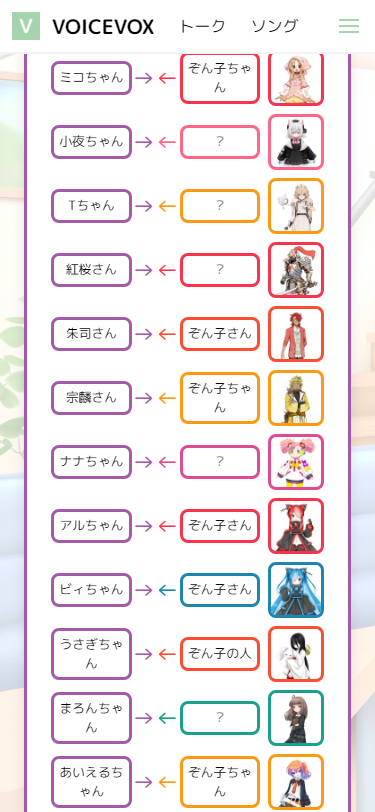 V VOICEVOX トーク ソング
ミコちゃん → ← ぞん子ちゃ
ん
小夜ちゃん → ← ?
Tちゃん → ← ?
紅桜さん → ← ?
朱司さん → ← ぞん子さん
宗麟さん → ← ぞん子ちゃ
ん
ナナちゃん → ← ?
アルちゃん → ← ぞん子さん
ビィちゃん → ← ぞん子さん
うさぎちゃ
ん → ← ぞん子の人
まろんちゃ
ん → ← ?
あいえるち
ゃん → ← ぞん子ちゃ
ん